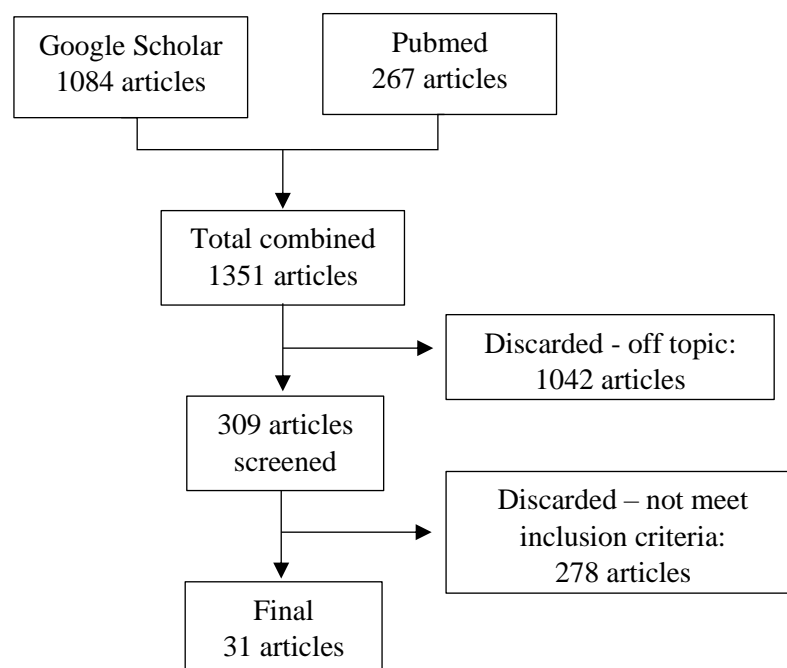 Google Scholar
1084 articles
Pubmed
267 articles
Total combined
1351 articles
Discarded - off topic:
1042 articles
309 articles
screened
Discarded – not meet
inclusion criteria:
278 articles
Final
31 articles